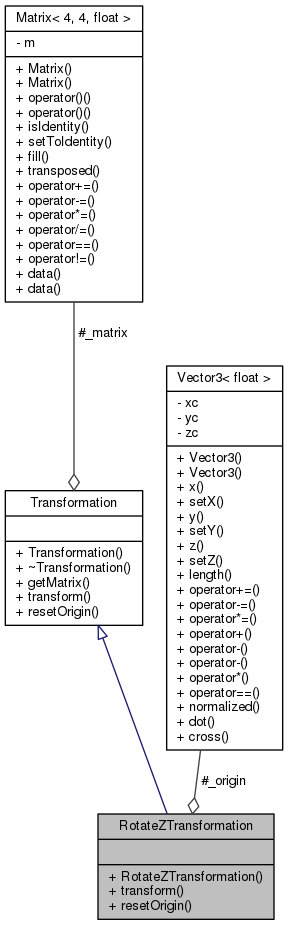 Matrix< 4, 4, float >
- m
+ Matrix()
+ Matrix()
+ operator()()
+ operator()()
+ isIdentity()
+ setToIdentity()
+ fill()
+ transposed()
+ operator+=()
+ operator-=()
+ operator*=()
+ operator/=()
+ operator==()
+ operator!=()
+ data()
+ data()
#_matrix
Vector3< float >
- xc
- yc
- zc
+ Vector3()
+ Vector3()
+ x()
+ setX()
+ y()
+ setY()
+ z()
+ setZ()
+ length()
+ operator+=()
+ operator-=()
+ operator*=()
+ operator+()
+ operator-()
+ operator-()
+ operator*()
+ operator==()
+ normalized()
+ dot()
+ cross()
Transformation
+ Transformation()
+ ~Transformation()
+ getMatrix()
+ transform()
+ resetOrigin()
#_origin
RotateZTransformation
+ RotateZTransformation()
+ transform()
+ resetOrigin()